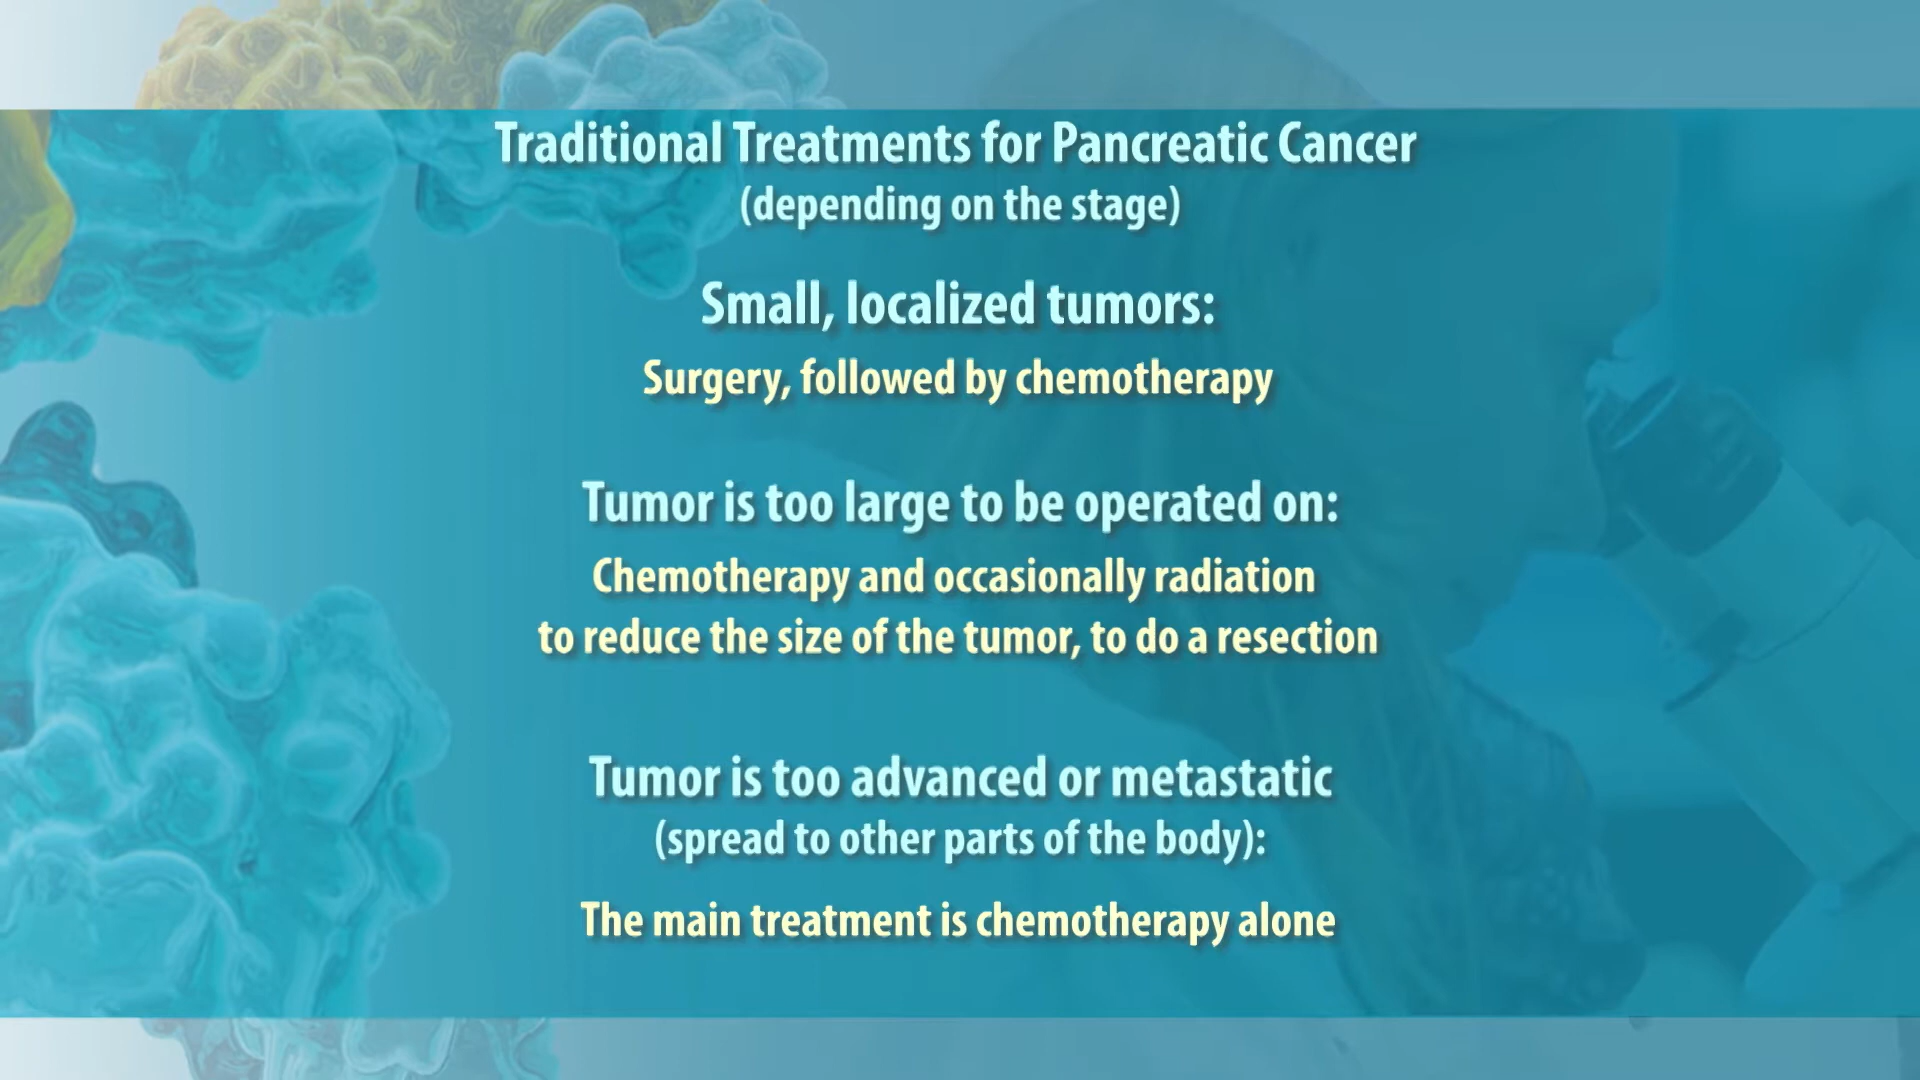 Traditional Treatments for Pancreatic Cancer
(depending on the stage)
Small, localized tumors:
Surgery, followed by chemotherapy
Tumor is too large to be operated on:
Chemotherapy and occasionally radiation
to reduce the size of the tumor, to do a resection
Tumor is too advanced or metastatic
(spread to other parts of the body):
The main treatment is chemotherapy alone